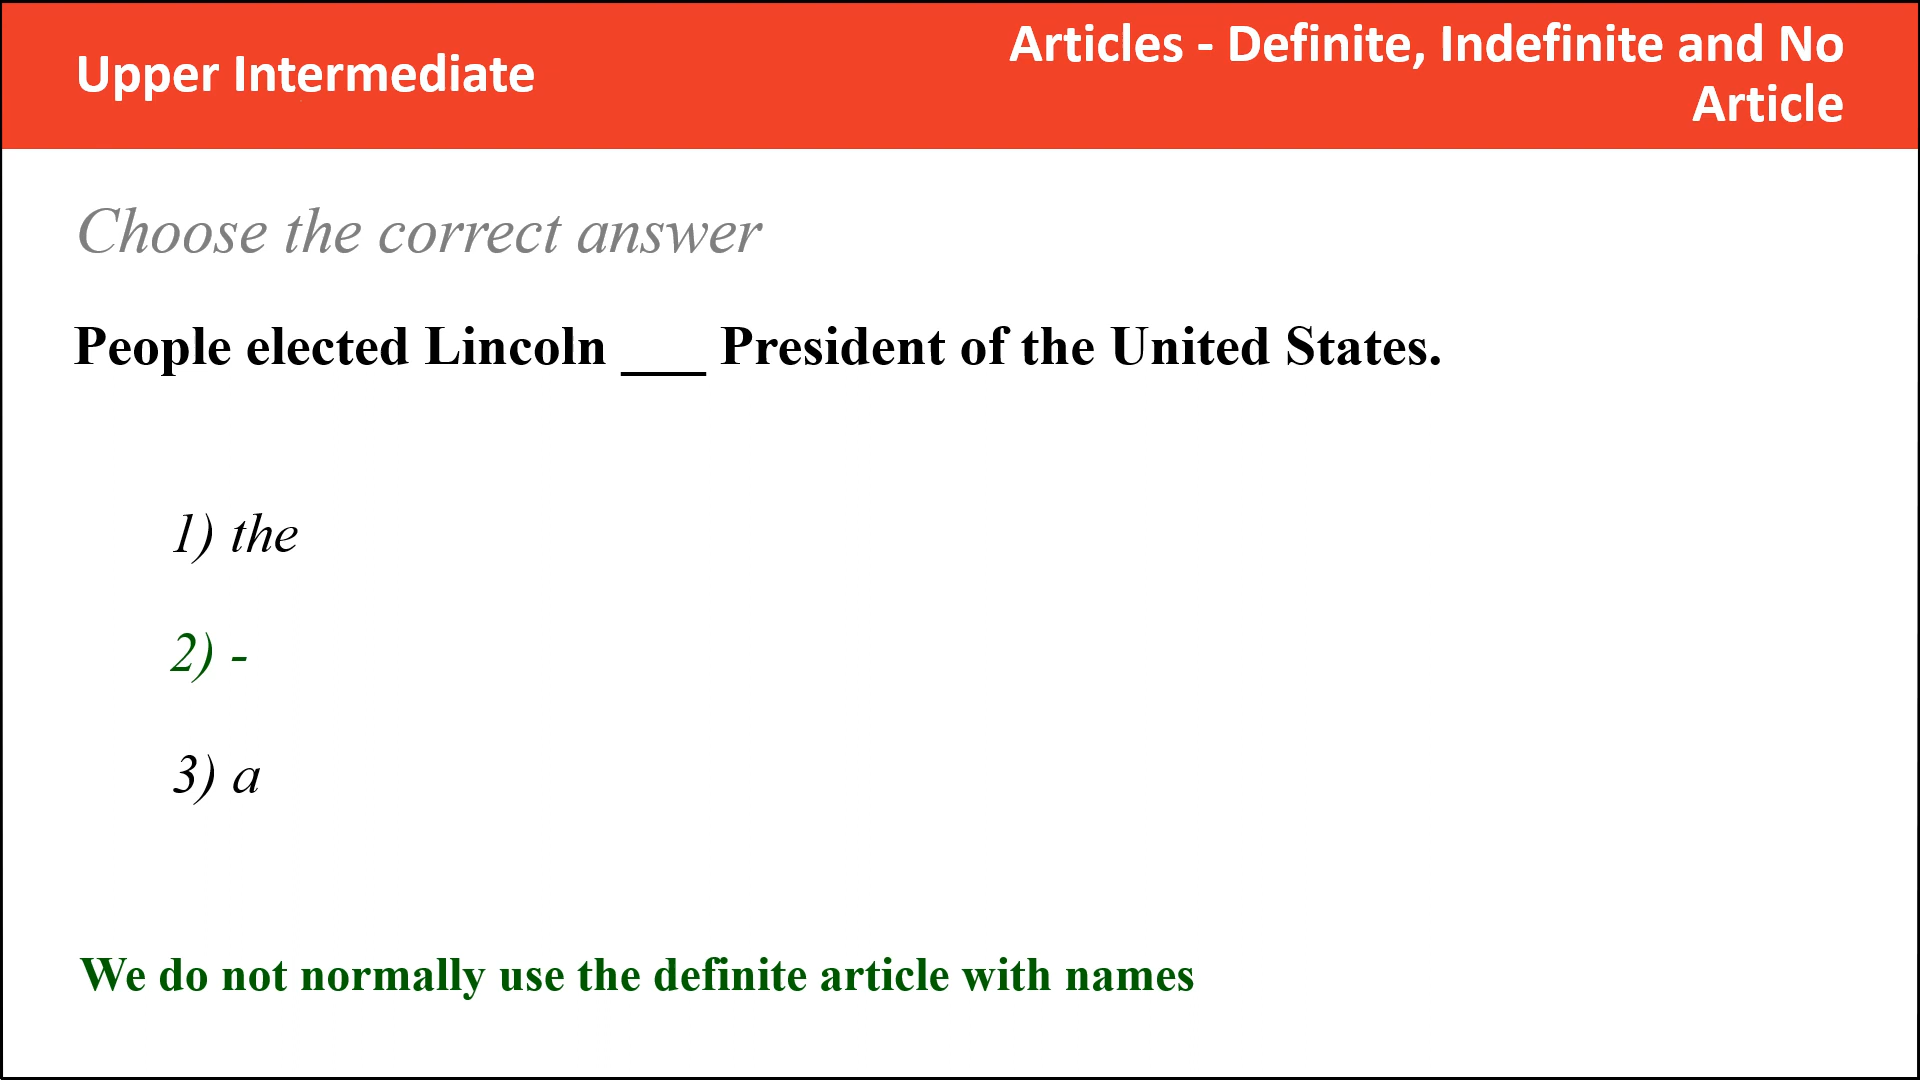 Upper Intermediate
Articles - Definite, Indefinite and No
Article
Choose the correct answer
People elected Lincoln ___ President of the United States.
1) the
2) -
3) a
We do not normally use the definite article with names